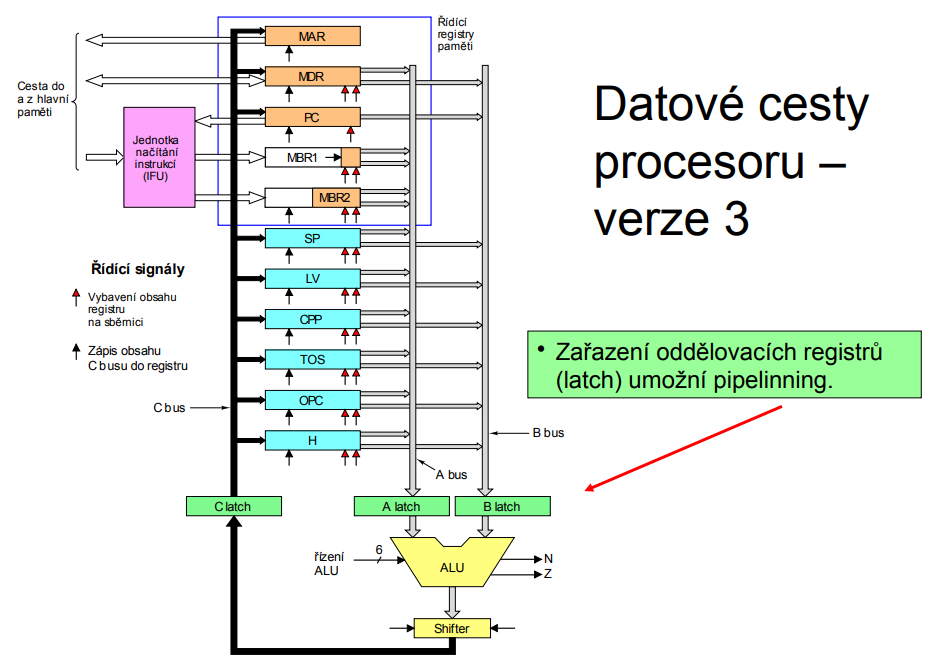 Datové cesty
procesoru –
verze 3
• Zařazení oddělovacích registrů
(latch) umožní pipelinning.
Řídící
registry
paměti
Cesta do
a z hlavní
paměti
Jednotka
načítání
instrukcí
(IFU)
MAR
MDR
PC
MBR1
MBR2
SP
LV
CPP
TOS
OPC
H
Řídící signály
Vybavení obsahu
registru
na sběrnici
Zápis obsahu
C busu do registru
C bus
B bus
A bus
C latch
A latch
B latch
řízení
ALU
6
ALU
N
Z
Shifter